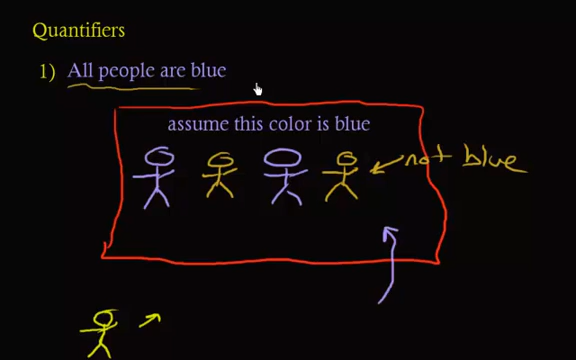 Quantifiers
1) All people are blue
assume this color is blue
not blue